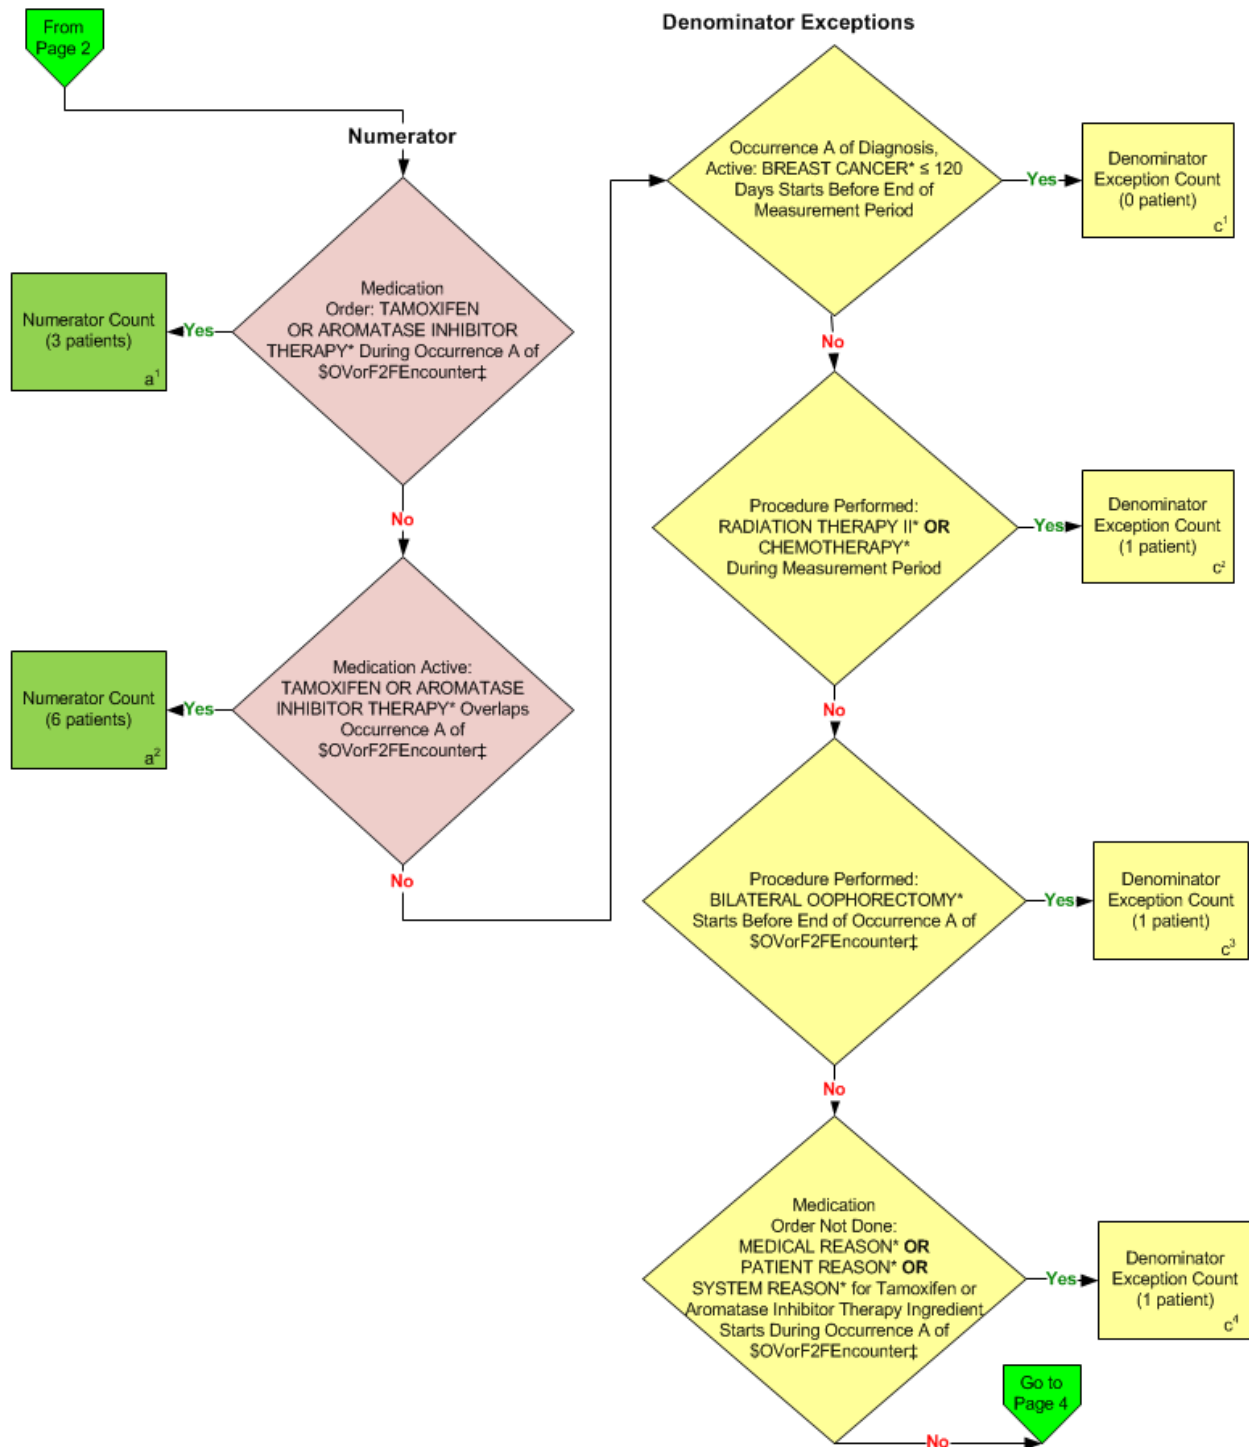 From
Page 2
Numerator
Medication
Order: TAMOXIFEN
OR AROMATASE INHIBITOR
THERAPY* During Occurrence A of
$OVorF2FEncounter‡
Yes
Numerator Count
(3 patients)
a¹
No
Medication Active:
TAMOXIFEN OR AROMATASE
INHIBITOR THERAPY* Overlaps
Occurrence A of
$OVorF2FEncounter‡
Yes
Numerator Count
(6 patients)
a²
No
Denominator Exceptions
Occurrence A of Diagnosis,
Active: BREAST CANCER* ≤ 120
Days Starts Before End of
Measurement Period
Yes
Denominator
Exception Count
(0 patient)
c¹
No
Procedure Performed:
RADIATION THERAPY II* OR
CHEMOTHERAPY*
During Measurement Period
Yes
Denominator
Exception Count
(1 patient)
c²
No
Procedure Performed:
BILATERAL OOPHORECTOMY*
Starts Before End of Occurrence A of
$OVorF2FEncounter‡
Yes
Denominator
Exception Count
(1 patient)
c³
No
Medication
Order Not Done:
MEDICAL REASON* OR
PATIENT REASON* OR
SYSTEM REASON* for Tamoxifen or
Aromatase Inhibitor Therapy Ingredient
Starts During Occurrence A of
$OVorF2FEncounter‡
Yes
Denominator
Exception Count
(1 patient)
c⁴
No
Go to
Page 4